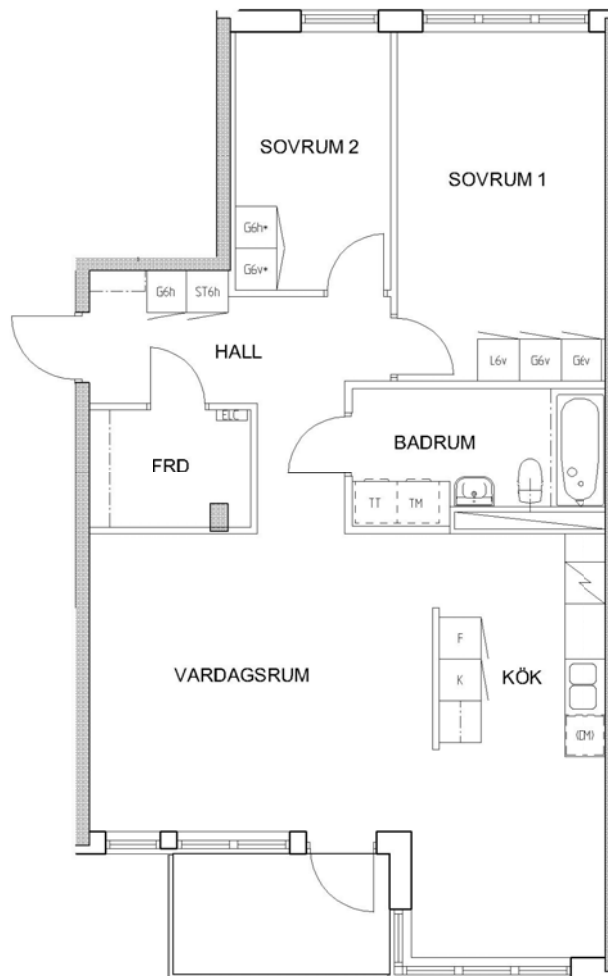 SOVRUM 2
SOVRUM 1
G6h*
G6v*
G6h
ST6h
HALL
L6v
G6v
G6v
ELC
BADRUM
FRD
TT
TM
F
K
VARDAGSRUM
KÖK
(DM)